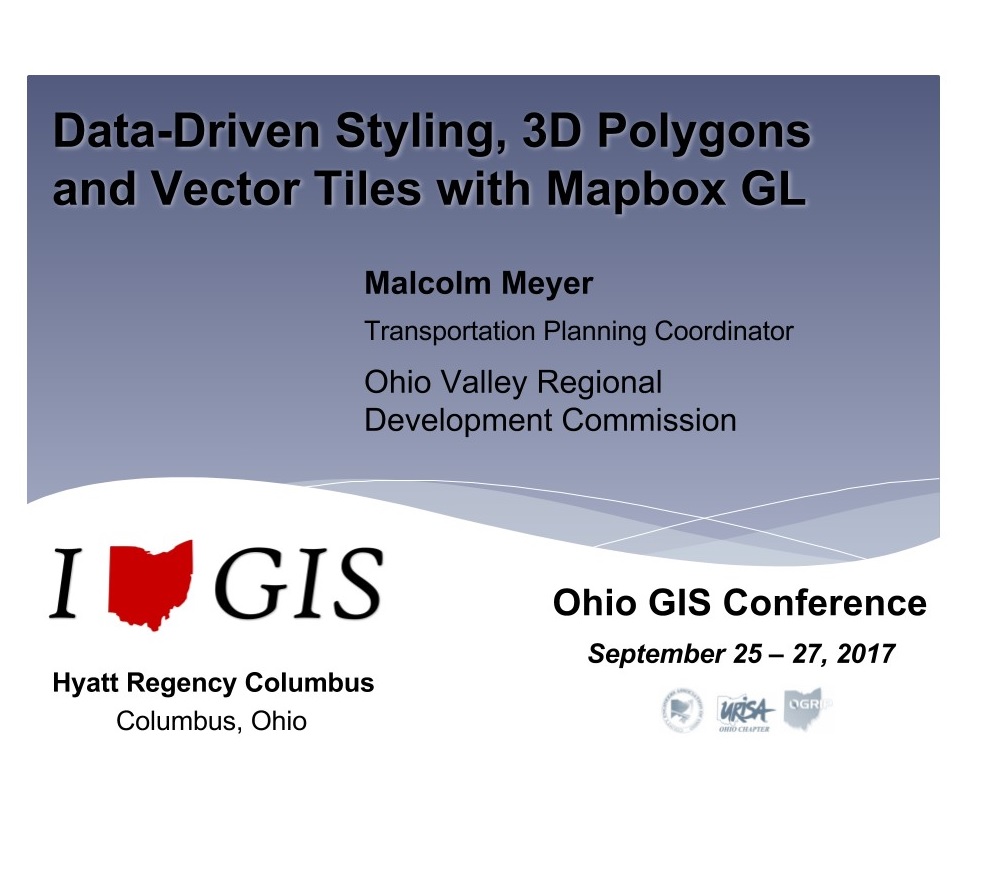 Data-Driven Styling, 3D Polygons
and Vector Tiles with Mapbox GL
Malcolm Meyer
Transportation Planning Coordinator
Ohio Valley Regional
Development Commission
I GIS
Hyatt Regency Columbus
Columbus, Ohio
Ohio GIS Conference
September 25 – 27, 2017
URISA
OHIO CHAPTER
OGRIP